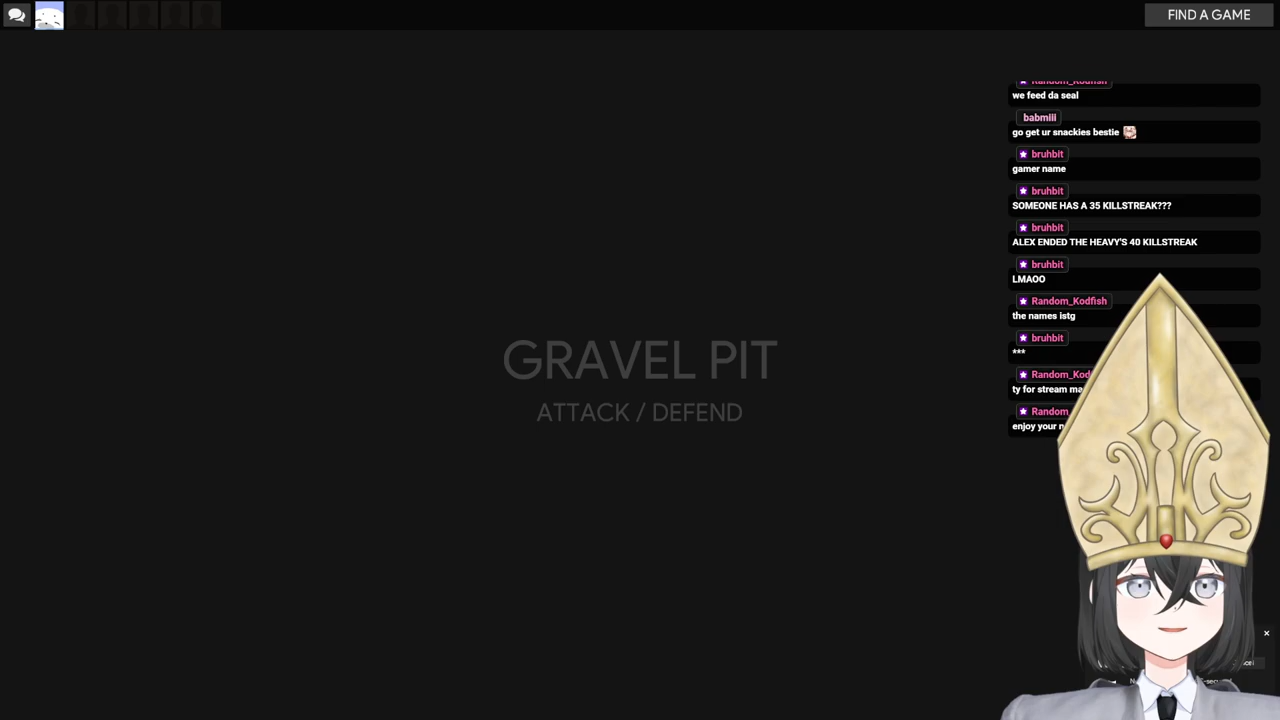 FIND A GAME
Random_Kodfish
we feed da seal
babmiii
go get ur snackies bestie
bruhbit
gamer name
bruhbit
SOMEONE HAS A 35 KILLSTREAK???
bruhbit
ALEX ENDED THE HEAVY'S 40 KILLSTREAK
bruhbit
LMAOO
Random_Kodfish
the names istg
bruhbit
***
ty for stream
enjoy your
GRAVEL PIT
ATTACK / DEFEND